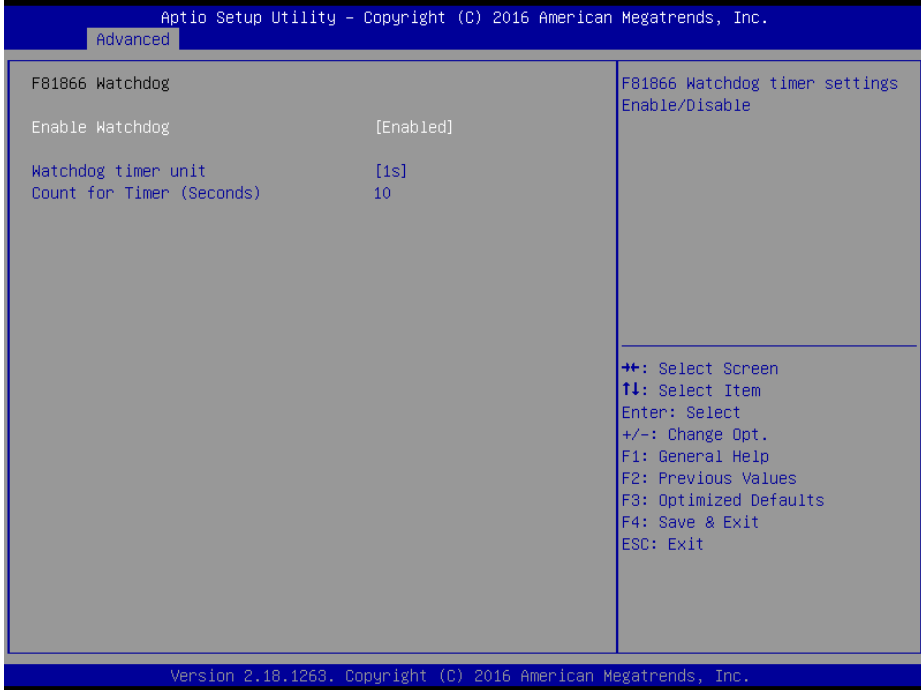 Aptio Setup Utility – Copyright (C) 2016 American Megatrends, Inc.
Advanced
F81866 Watchdog
Enable Watchdog [Enabled]
Watchdog timer unit [1s]
Count for Timer (Seconds) 10
F81866 Watchdog timer settings
Enable/Disable
→←: Select Screen
↑↓: Select Item
Enter: Select
+/-: Change Opt.
F1: General Help
F2: Previous Values
F3: Optimized Defaults
F4: Save & Exit
ESC: Exit
Version 2.18.1263. Copyright (C) 2016 American Megatrends, Inc.